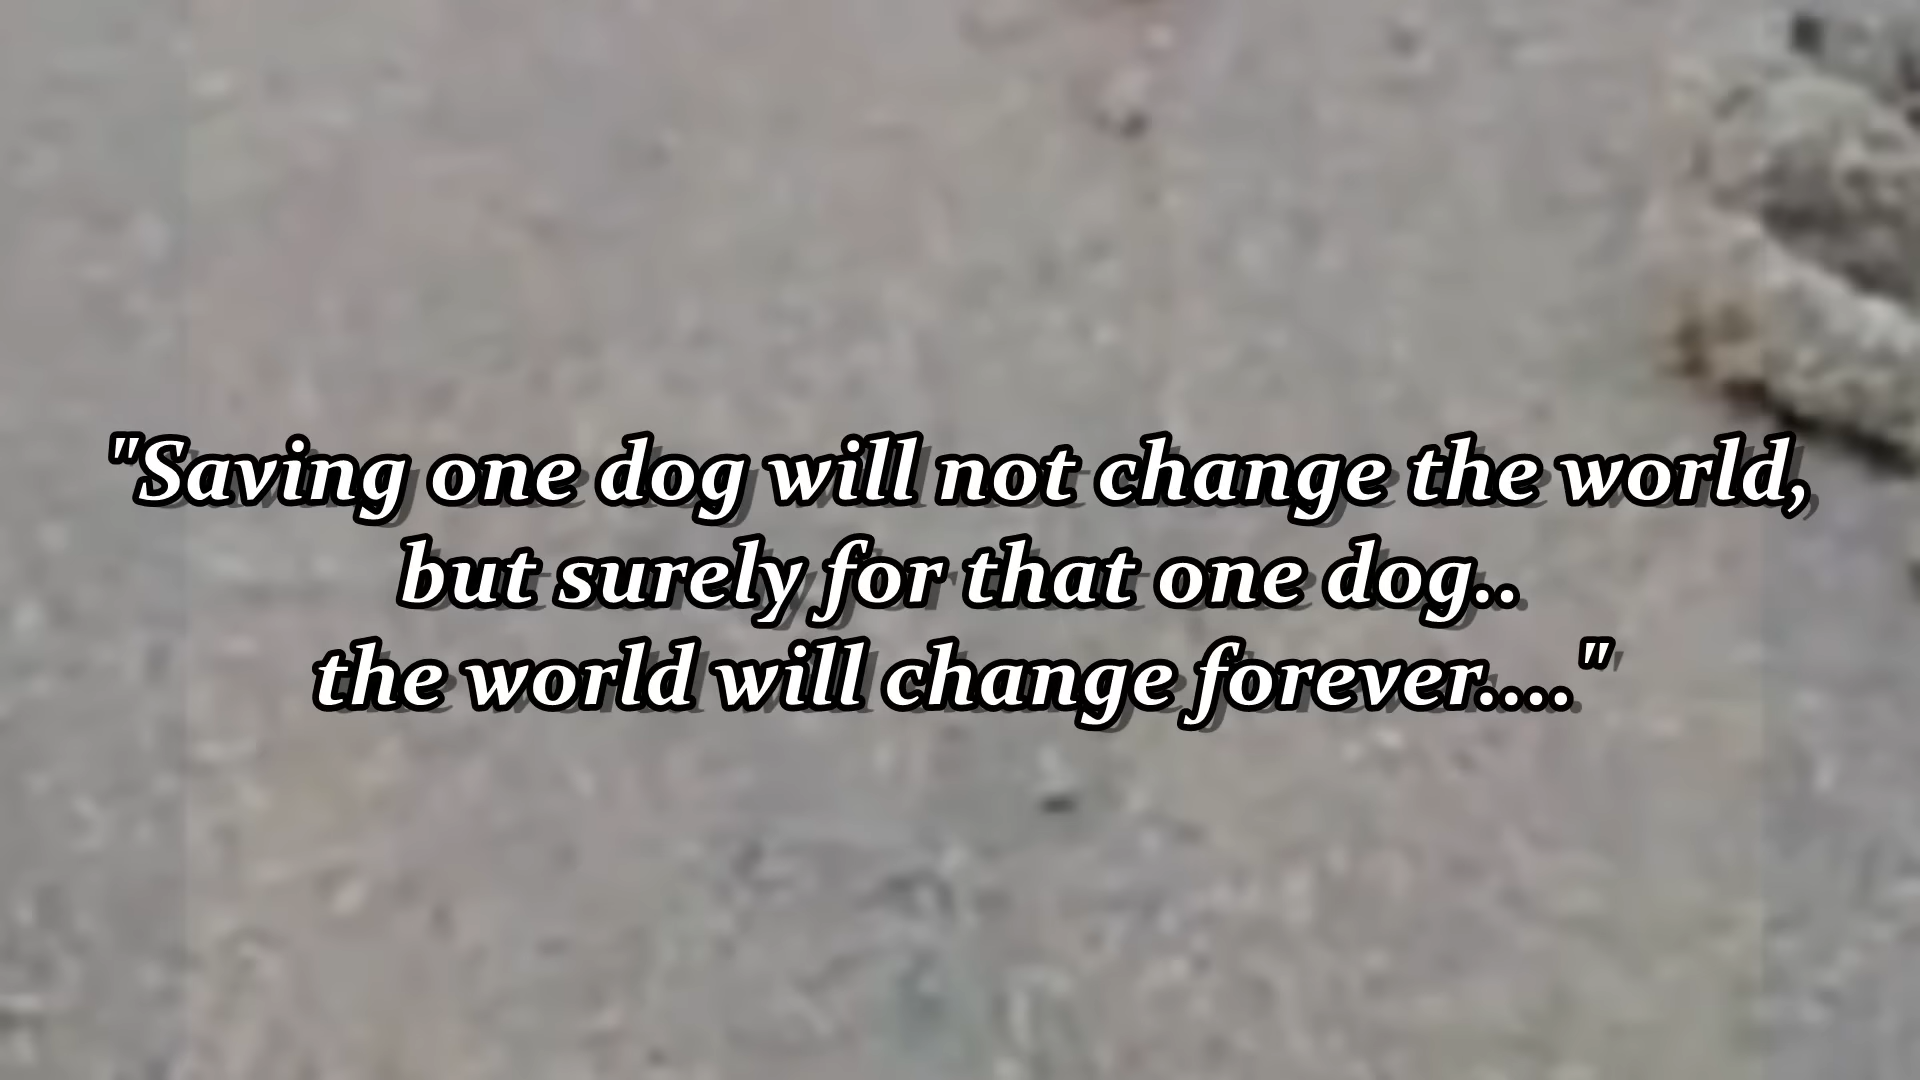 "Saving one dog will not change the world,
but surely for that one dog..
the world will change forever...."